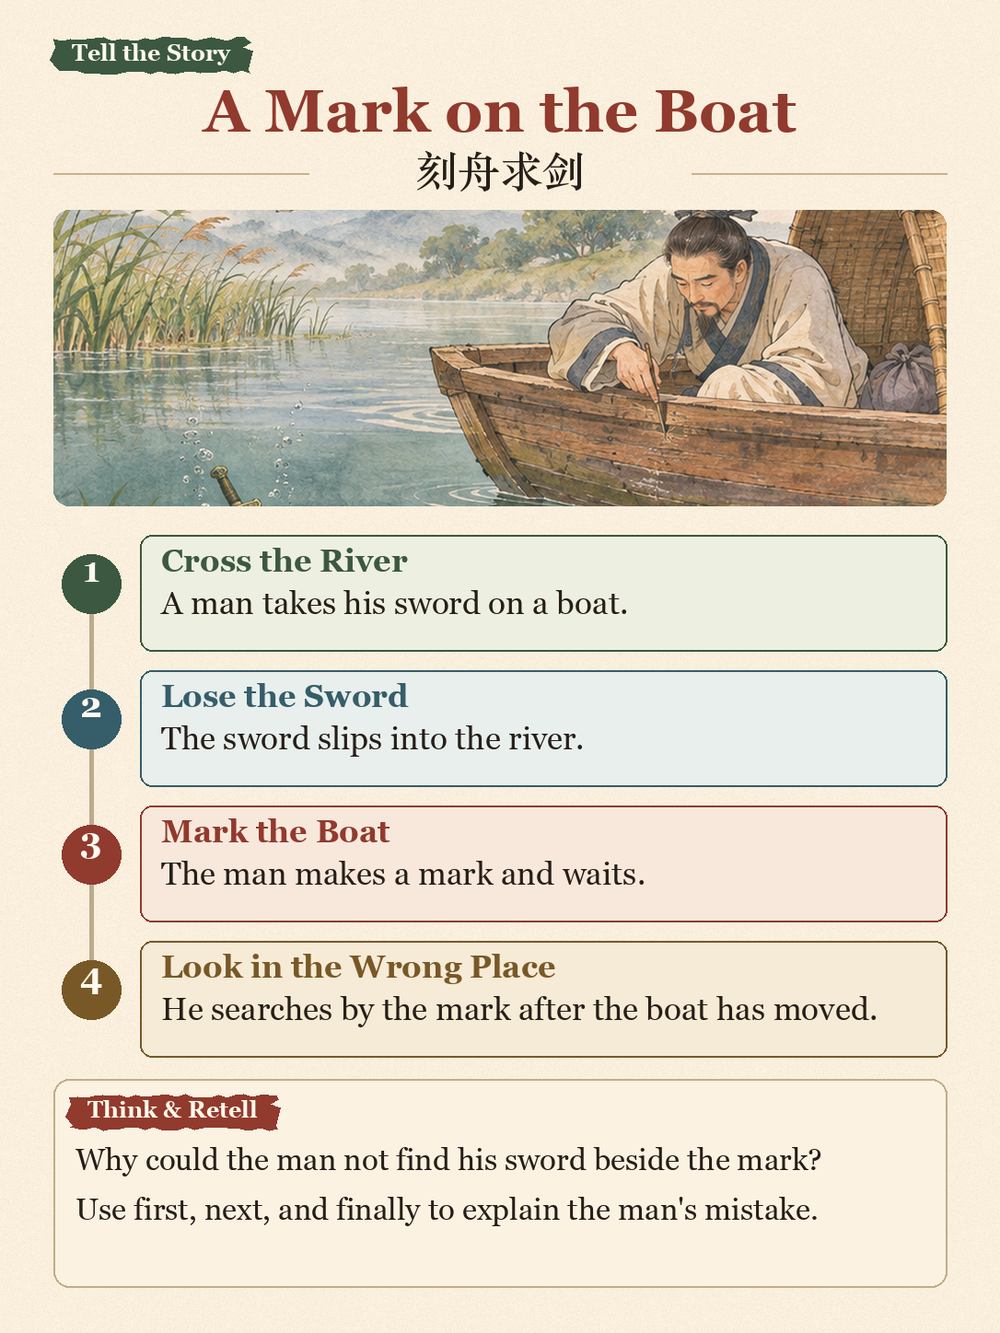 Tell the Story
A Mark on the Boat
刻舟求剑
1
Cross the River
A man takes his sword on a boat.
2
Lose the Sword
The sword slips into the river.
3
Mark the Boat
The man makes a mark and waits.
4
Look in the Wrong Place
He searches by the mark after the boat has moved.
Think & Retell
Why could the man not find his sword beside the mark?
Use first, next, and finally to explain the man's mistake.